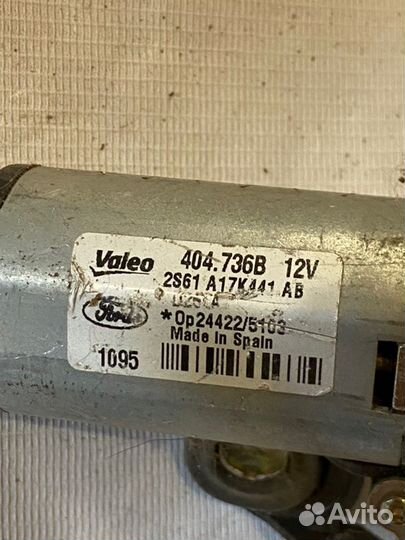 Valeo 404.736B 12V
2S61 A17K441 AB
Ford
*Op24422/5103
Made in Spain
1095
Avito